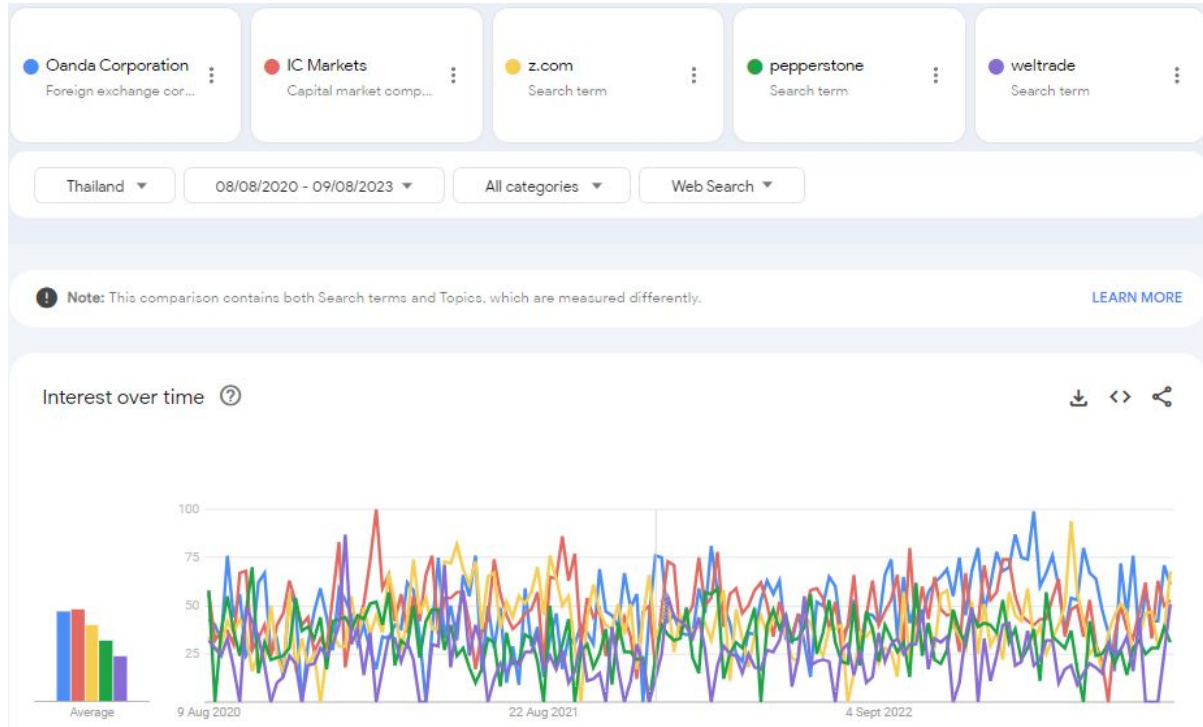 Oanda Corporation
Foreign exchange cor...
IC Markets
Capital market comp...
z.com
Search term
pepperstone
Search term
weltrade
Search term
Thailand
08/08/2020 - 09/08/2023
All categories
Web Search
Note: This comparison contains both Search terms and Topics, which are measured differently.
LEARN MORE
Interest over time
100
75
50
25
Average
9 Aug 2020
22 Aug 2021
4 Sept 2022